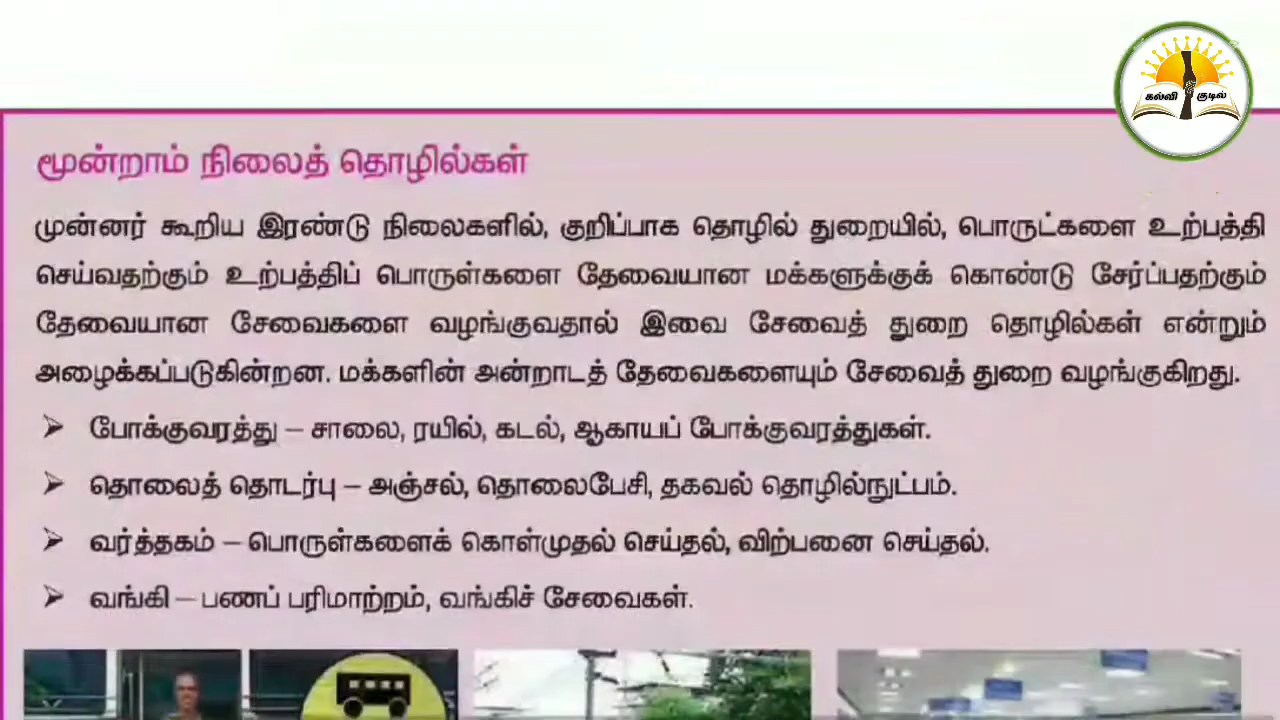 கல்வி குடில்
மூன்றாம் நிலைத் தொழில்கள்
முன்னர் கூறிய இரண்டு நிலைகளில், குறிப்பாக தொழில் துறையில், பொருட்களை உற்பத்தி
செய்வதற்கும் உற்பத்திப் பொருள்களை தேவையான மக்களுக்குக் கொண்டு சேர்ப்பதற்கும்
தேவையான சேவைகளை வழங்குவதால் இவை சேவைத் துறை தொழில்கள் என்றும்
அழைக்கப்படுகின்றன. மக்களின் அன்றாடத் தேவைகளையும் சேவைத் துறை வழங்குகிறது.
➢ போக்குவரத்து – சாலை, ரயில், கடல், ஆகாயப் போக்குவரத்துகள்.
➢ தொலைத் தொடர்பு – அஞ்சல், தொலைபேசி, தகவல் தொழில்நுட்பம்.
➢ வர்த்தகம் – பொருள்களைக் கொள்முதல் செய்தல், விற்பனை செய்தல்.
➢ வங்கி – பணப் பரிமாற்றம், வங்கிச் சேவைகள்.